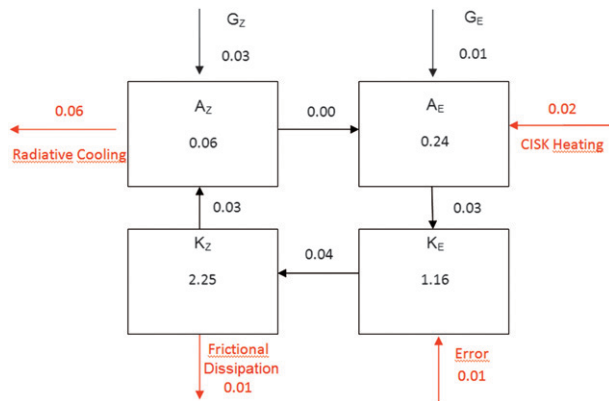 G_Z
G_E
0.03
0.01
0.06
A_Z
0.00
A_E
0.02
Radiative Cooling
0.06
0.24
CISK Heating
0.03
0.03
K_Z
0.04
K_E
2.25
1.16
Frictional
Dissipation
0.01
Error
0.01